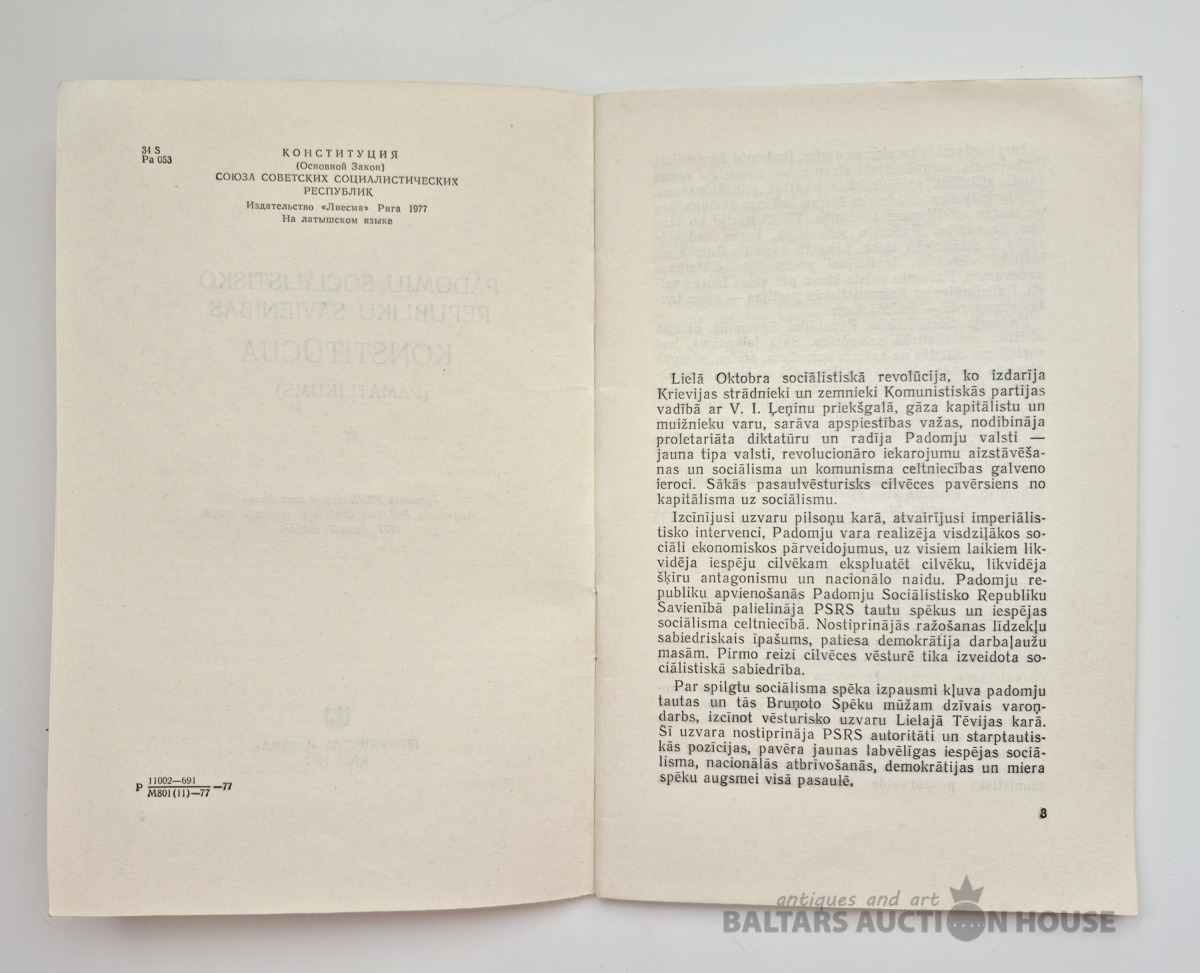 34 S
Pa 053
КОНСТИТУЦИЯ
(Основной Закон)
СОЮЗА СОВЕТСКИХ СОЦИАЛИСТИЧЕСКИХ
РЕСПУБЛИК
Издательство «Лиесма» Рига 1977
На латышском языке
PADOMJU SOCIĀLISTISKO
REPUBLIKU SAVIENĪBAS
KONSTITŪCIJA
(PAMATLIKUMS)
P 11002—691
M801(11)—77 —77
Lielā Oktobra sociālistiskā revolūcija, ko izdarīja
Krievijas strādnieki un zemnieki Komunistiskās partijas
vadībā ar V. I. Ļeņinu priekšgalā, gāza kapitālistu un
muižnieku varu, sarāva apspiestības važas, nodibināja
proletariāta diktatūru un radīja Padomju valsti —
jauna tipa valsti, revolucionāro iekarojumu aizstāvēša-
nas un sociālisma un komunisma celtniecības galveno
ieroci. Sākās pasaulvēsturisks cilvēces pavērsiens no
kapitālisma uz sociālismu.
Izcīnījusi uzvaru pilsoņu karā, atvairījusi imperiālis-
tisko intervenci, Padomju vara realizēja visdziļākos so-
ciāli ekonomiskos pārveidojumus, uz visiem laikiem lik-
vidēja iespēju cilvēkam ekspluatēt cilvēku, likvidēja
šķiru antagonismu un nacionālo naidu. Padomju re-
publiku apvienošanās Padomju Sociālistisko Republiku
Savienībā palielināja PSRS tautu spēkus un iespējas
sociālisma celtniecībā. Nostiprinājās ražošanas līdzekļu
sabiedriskais īpašums, patiesa demokrātija darbaļaužu
masām. Pirmo reizi cilvēces vēsturē tika izveidota so-
ciālistiskā sabiedrība.
Par spilgtu sociālisma spēka izpausmi kļuva padomju
tautas un tās Bruņoto Spēku mūžam dzīvais varoņ-
darbs, izcīnot vēsturisko uzvaru Lielajā Tēvijas karā.
Šī uzvara nostiprināja PSRS autoritāti un starptautis-
kās pozīcijas, pavēra jaunas labvēlīgas iespējas sociā-
lisma, nacionālās atbrīvošanās, demokrātijas un miera
spēku augsmei visā pasaulē.
3
antiques and art
BALTARS AUCTION HOUSE